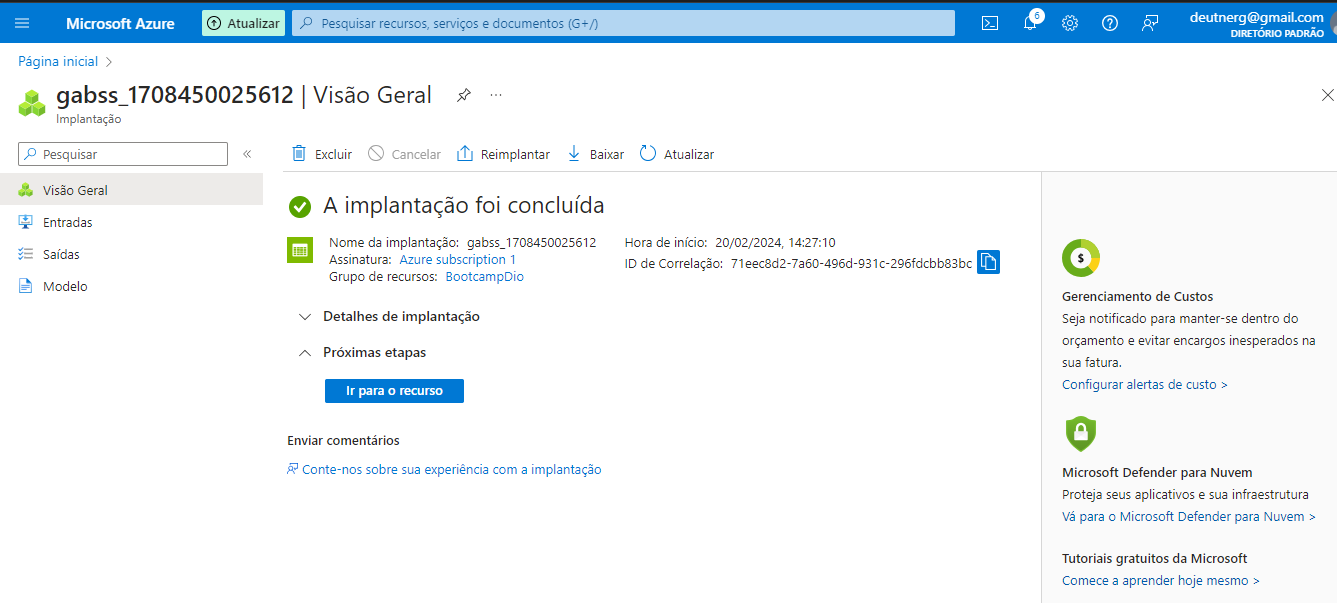 Microsoft Azure
Atualizar
Pesquisar recursos, serviços e documentos (G+/)
6
deutnerg@gmail.com
DIRETÓRIO PADRÃO
Página inicial >
gabss_1708450025612 | Visão Geral
...
Implantação
Pesquisar
«
Excluir
Cancelar
Reimplantar
Baixar
Atualizar
Visão Geral
Entradas
Saídas
Modelo
A implantação foi concluída
Nome da implantação: gabss_1708450025612
Assinatura: Azure subscription 1
Grupo de recursos: BootcampDio
Hora de início: 20/02/2024, 14:27:10
ID de Correlação: 71eec8d2-7a60-496d-931c-296fdcbb83bc
Detalhes de implantação
Próximas etapas
Ir para o recurso
Enviar comentários
Conte-nos sobre sua experiência com a implantação
$
Gerenciamento de Custos
Seja notificado para manter-se dentro do
orçamento e evitar encargos inesperados na
sua fatura.
Configurar alertas de custo >
Microsoft Defender para Nuvem
Proteja seus aplicativos e sua infraestrutura
Vá para o Microsoft Defender para Nuvem >
Tutoriais gratuitos da Microsoft
Comece a aprender hoje mesmo >